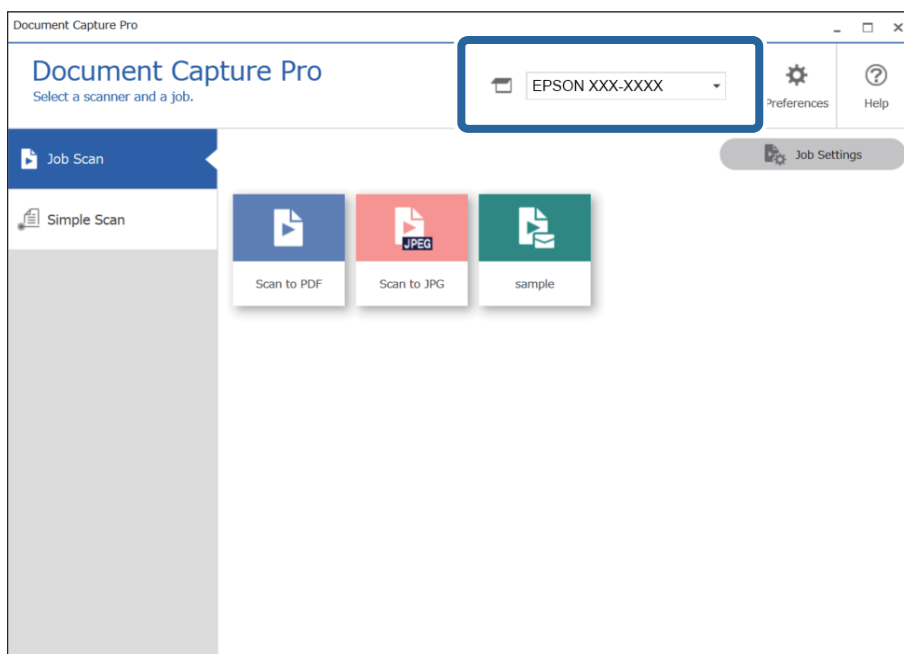 Document Capture Pro
Document Capture Pro
Select a scanner and a job.
EPSON XXX-XXXX
Preferences
Help
Job Scan
Job Settings
Simple Scan
JPEG
Scan to PDF
Scan to JPG
sample